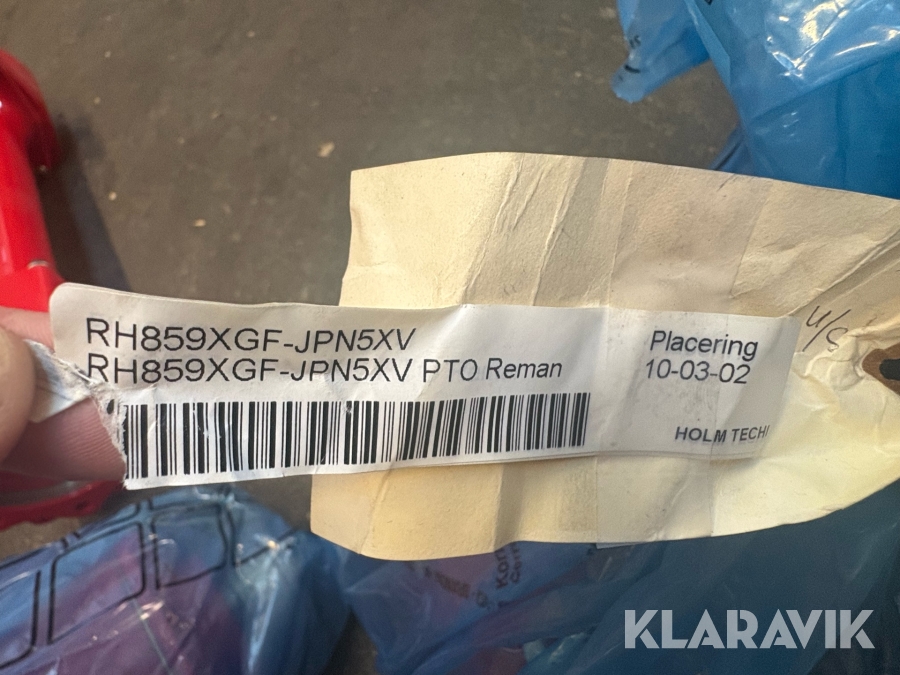 RH859XGF-JPN5XV
RH859XGF-JPN5XV PTO Reman
Placering
10-03-02
HOLM TECH
U/S
KLARAVIK